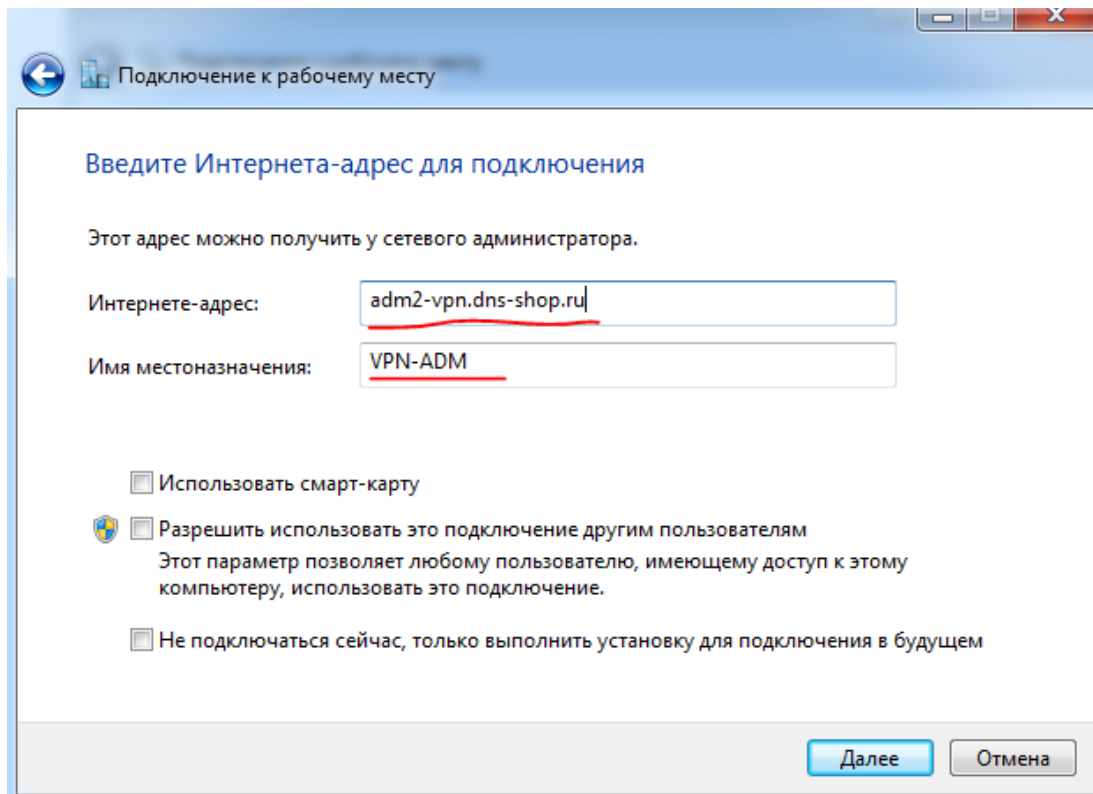 Подключение к рабочему месту
Введите Интернета-адрес для подключения
Этот адрес можно получить у сетевого администратора.
Интернете-адрес: adm2-vpn.dns-shop.ru
Имя местоназначения: VPN-ADM
Использовать смарт-карту
Разрешить использовать это подключение другим пользователям
Этот параметр позволяет любому пользователю, имеющему доступ к этому
компьютеру, использовать это подключение.
Не подключаться сейчас, только выполнить установку для подключения в будущем
Далее Отмена